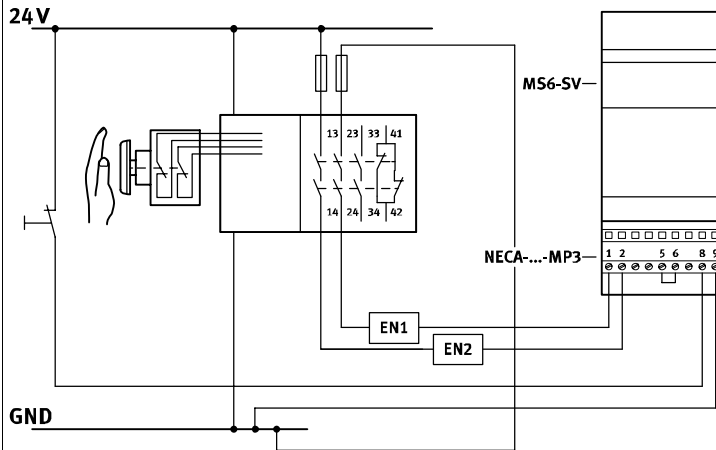 24 V
MS6-SV
13 23 33 41
14 24 34 42
NECA-...-MP3
1 2 5 6 8 9
EN1
EN2
GND